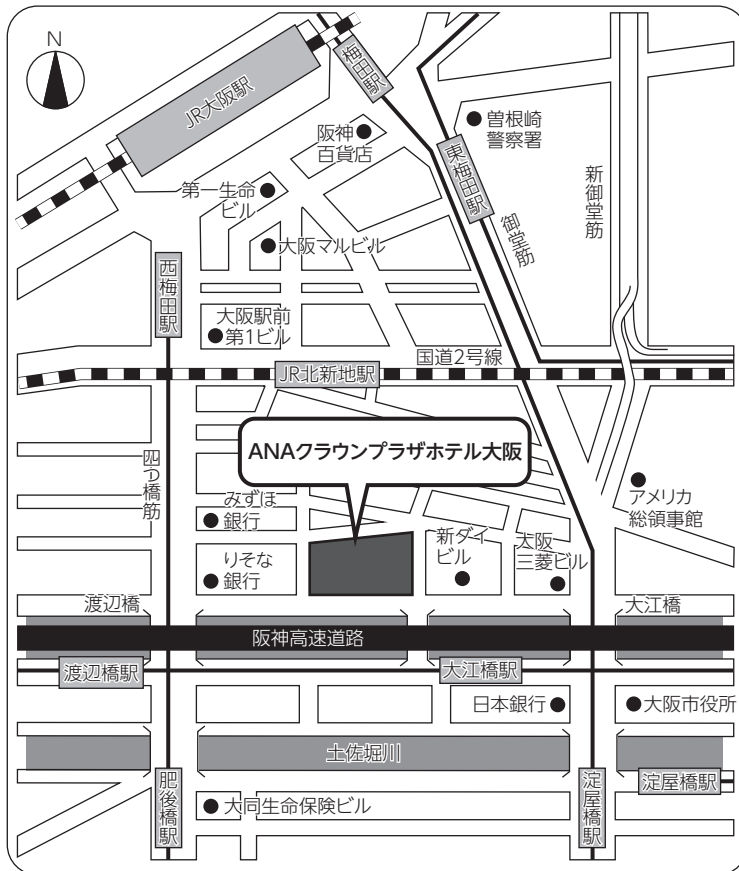 N
JR大阪駅
梅田駅
阪神
百貨店
曽根崎
警察署
東梅田駅
新御堂筋
御堂筋
第一生命
ビル
大阪マルビル
西梅田駅
大阪駅前
第1ビル
国道2号線
JR北新地駅
ANAクラウンプラザホテル大阪
四つ橋筋
みずほ
銀行
アメリカ
総領事館
りそな
銀行
新ダイ
ビル
大阪
三菱ビル
渡辺橋
大江橋
阪神高速道路
渡辺橋駅
大江橋駅
日本銀行
大阪市役所
土佐堀川
肥後橋駅
淀屋橋駅
淀屋橋駅
大同生命保険ビル